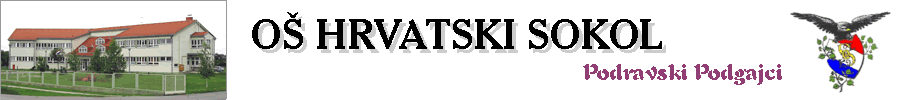 OŠ HRVATSKI SOKOL
Podravski Podgajci